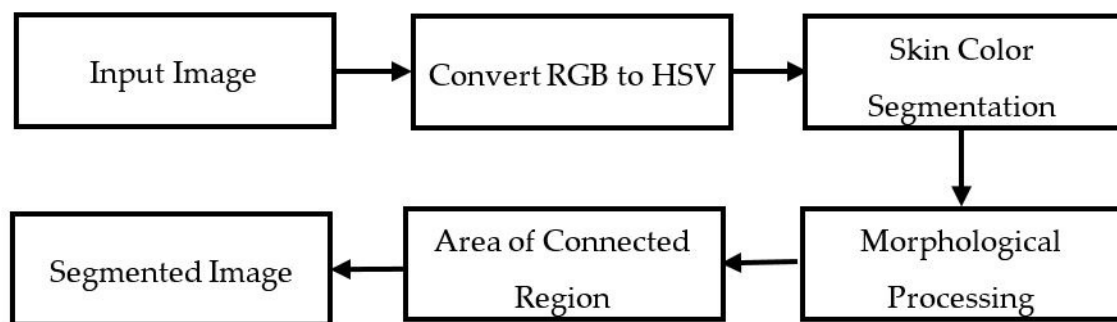 Input Image
Convert RGB to HSV
Skin Color
Segmentation
Morphological
Processing
Area of Connected
Region
Segmented Image